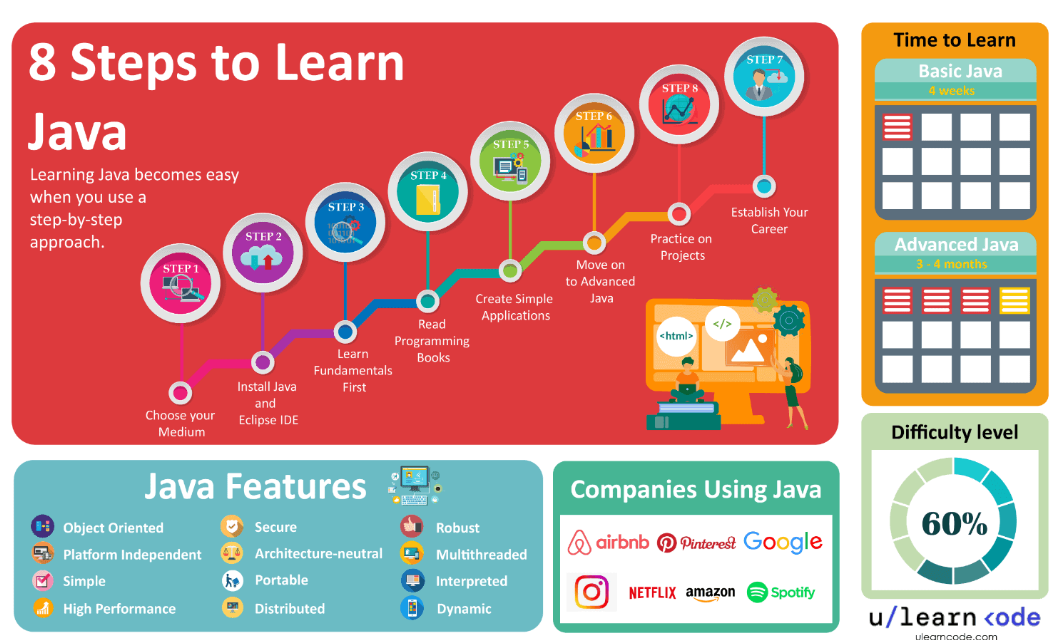 8 Steps to Learn
Java
Learning Java becomes easy
when you use a
step-by-step
approach.
STEP 1
Choose your
Medium
STEP 2
Install Java
and
Eclipse IDE
STEP 3
Learn
Fundamentals
First
STEP 4
Read
Programming
Books
STEP 5
Create Simple
Applications
STEP 6
Move on
to Advanced
Java
STEP 8
Practice on
Projects
STEP 7
Establish Your
Career
<html>
</>
Time to Learn
Basic Java
4 weeks
Advanced Java
3 - 4 months
Difficulty level
60%
Java Features
Object Oriented
Platform Independent
Simple
High Performance
Secure
Architecture-neutral
Portable
Distributed
Robust
Multithreaded
Interpreted
Dynamic
Companies Using Java
airbnb Pinterest Google
NETFLIX amazon Spotify
u/learn code
ulearncode.com